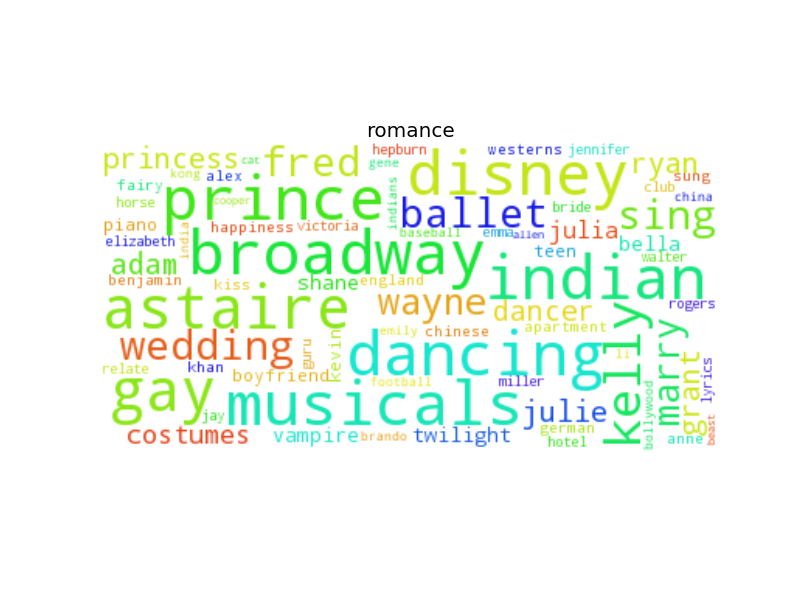 romance
princess
cat
fred
hepburn
gene
westerns
jennifer
ryan
sung
kong
alex
fairy
horse
prince
cooper
indians
disney
club
china
piano
happiness
victoria
ballet
baseball
emma
allen
bride
julia
sing
elizabeth
india
broadway
teen
bella
walter
adam
benjamin
kiss
shane
england
indian
rogers
astaire
wayne
dancer
apartment
wedding
guru
kevin
emily
chinese
dancing
li
kelly
marry
relate
khan
boyfriend
football
miller
grant
lyrics
gay
jay
musicals
julie
bollywood
beast
costumes
vampire
brando
twilight
german
hotel
anne